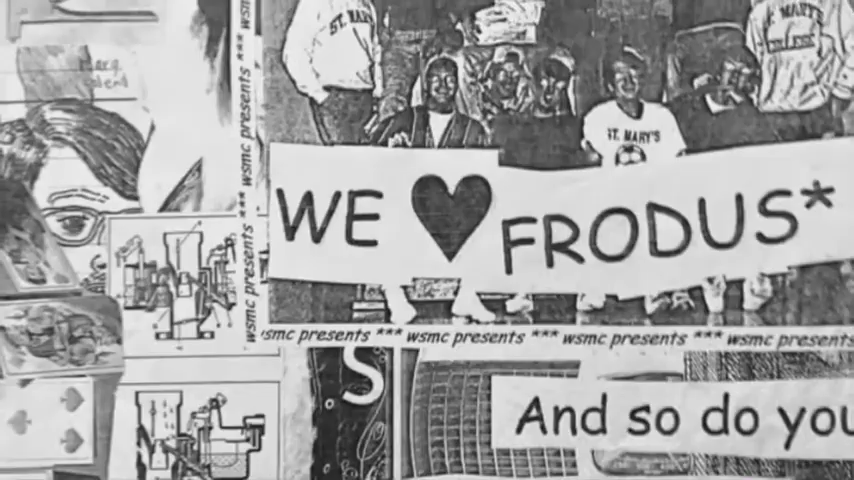 ST. MARY'S
ST. MARY'S
COLLEGE
ST. MARY'S
WE ♥ FRODUS*
wsmc presents *** wsmc presents *** wsmc
wsmc presents *** wsmc presents *** wsmc presents *** wsmc presents
S
And so do you